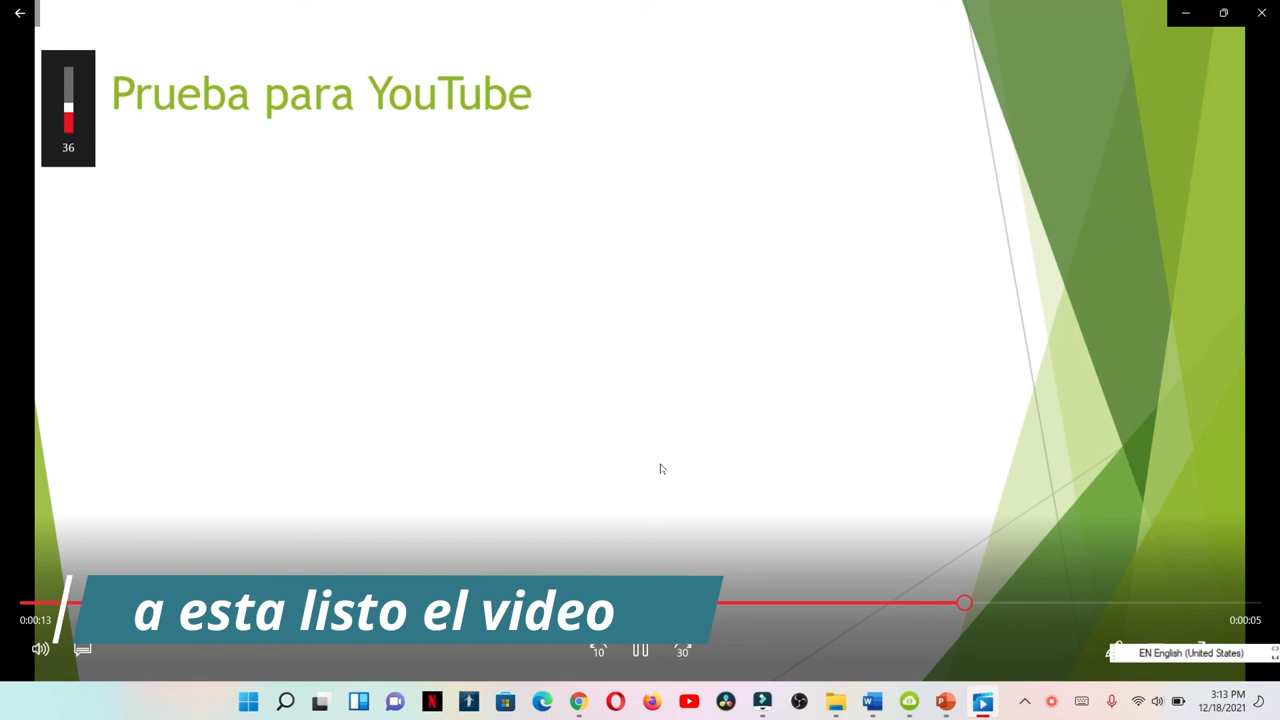 Prueba para YouTube
36
a esta listo el video
0:00:13
0:00:05
10
30
EN English (United States)
3:13 PM
12/18/2021